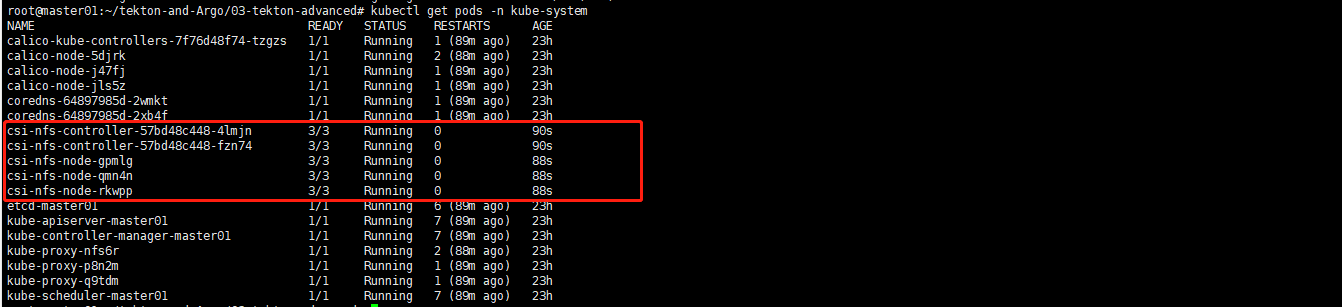 root@master01:~/tekton-and-Argo/03-tekton-advanced# kubectl get pods -n kube-system
NAME READY STATUS RESTARTS AGE
calico-kube-controllers-7f76d48f74-tzgzs 1/1 Running 1 (89m ago) 23h
calico-node-5djrk 1/1 Running 2 (88m ago) 23h
calico-node-j47fj 1/1 Running 1 (89m ago) 23h
calico-node-jls5z 1/1 Running 1 (89m ago) 23h
coredns-64897985d-2wmkt 1/1 Running 1 (89m ago) 23h
coredns-64897985d-2xb4f 1/1 Running 1 (89m ago) 23h
csi-nfs-controller-57bd48c448-4lmjn 3/3 Running 0 90s
csi-nfs-controller-57bd48c448-fzn74 3/3 Running 0 90s
csi-nfs-node-gpmlg 3/3 Running 0 88s
csi-nfs-node-qmn4n 3/3 Running 0 88s
csi-nfs-node-rkwpp 3/3 Running 0 88s
etcd-master01 1/1 Running 6 (89m ago) 23h
kube-apiserver-master01 1/1 Running 7 (89m ago) 23h
kube-controller-manager-master01 1/1 Running 7 (89m ago) 23h
kube-proxy-nfs6r 1/1 Running 2 (88m ago) 23h
kube-proxy-p8n2m 1/1 Running 1 (89m ago) 23h
kube-proxy-q9tdm 1/1 Running 1 (89m ago) 23h
kube-scheduler-master01 1/1 Running 7 (89m ago) 23h